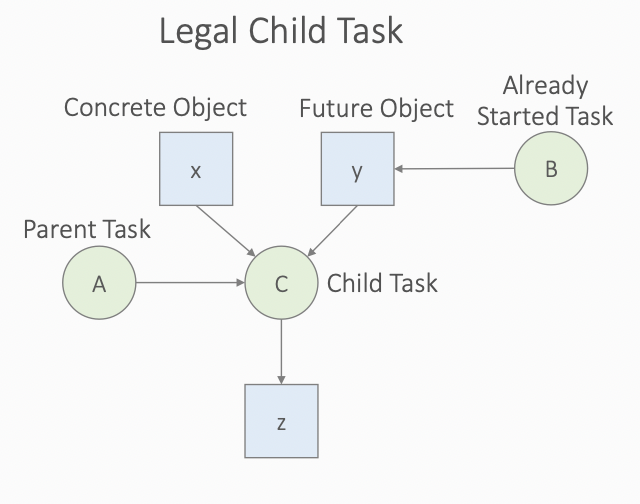 Legal Child Task
Already
Concrete Object
Future Object
Started Task
x
y
B
Parent Task
A
C
Child Task
z